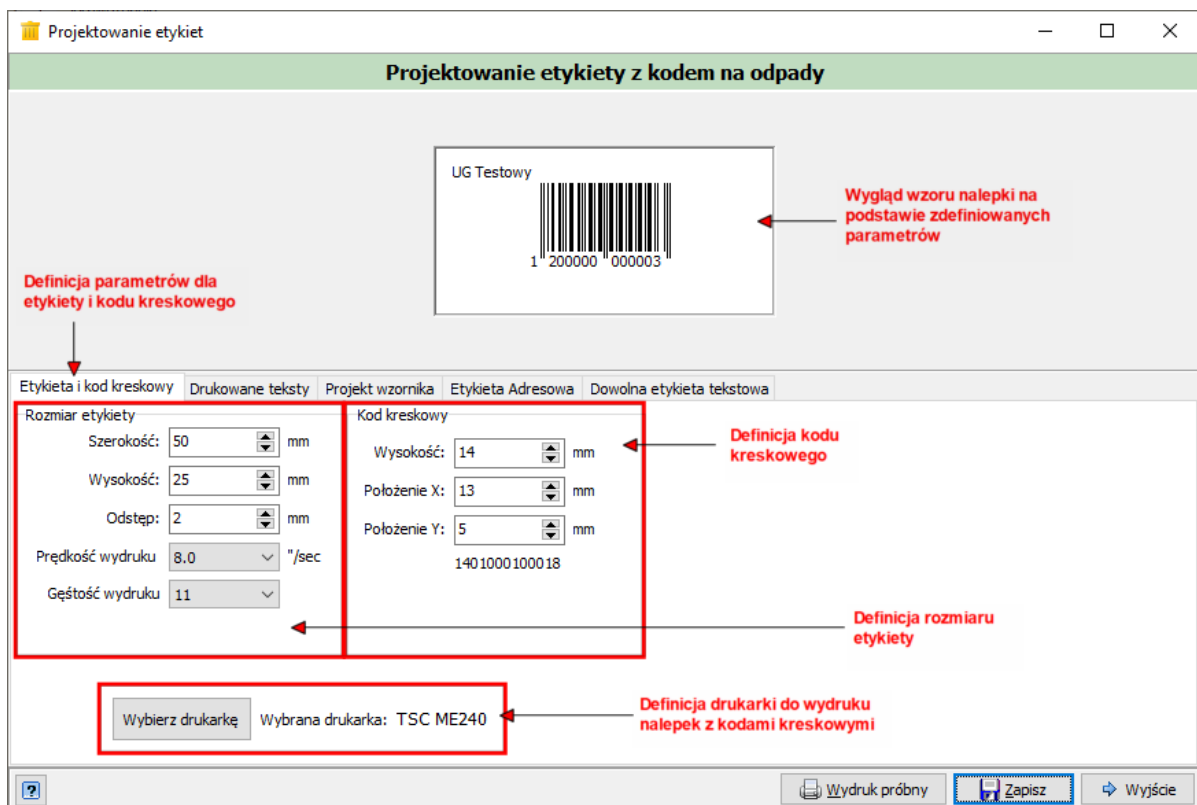 Projektowanie etykiet
Projektowanie etykiety z kodem na odpady
UG Testowy
1 200000 000003
Wygląd wzoru nalepki na
podstawie zdefiniowanych
parametrów
Definicja parametrów dla
etykiety i kodu kreskowego
Etykieta i kod kreskowy Drukowane teksty Projekt wzornika Etykieta Adresowa Dowolna etykieta tekstowa
Rozmiar etykiety
Szerokość: 50 mm
Wysokość: 25 mm
Odstęp: 2 mm
Prędkość wydruku 8.0 "/sec
Gęstość wydruku 11
Kod kreskowy
Wysokość: 14 mm
Położenie X: 13 mm
Położenie Y: 5 mm
1401000100018
Definicja kodu
kreskowego
Definicja rozmiaru
etykiety
Wybierz drukarkę Wybrana drukarka: TSC ME240
Definicja drukarki do wydruku
nalepek z kodami kreskowymi
? Wydruk próbny Zapisz Wyjście